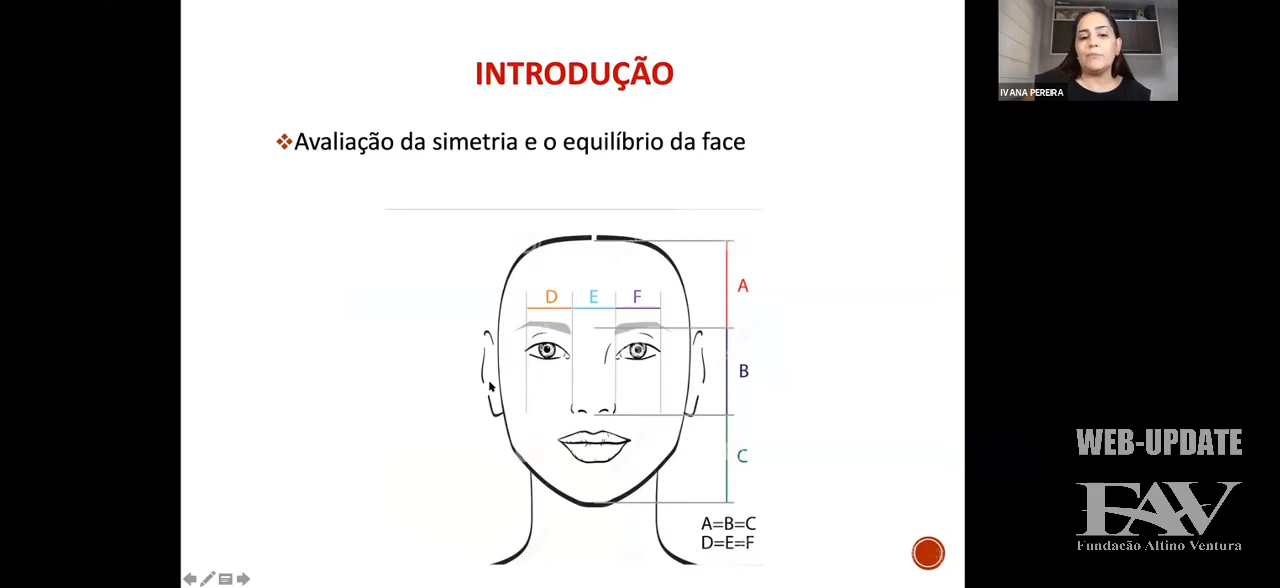 INTRODUÇÃO
Avaliação da simetria e o equilíbrio da face
D E F
A
B
C
A=B=C
D=E=F
IVANA PEREIRA
WEB-UPDATE
FAV
Fundação Altino Ventura